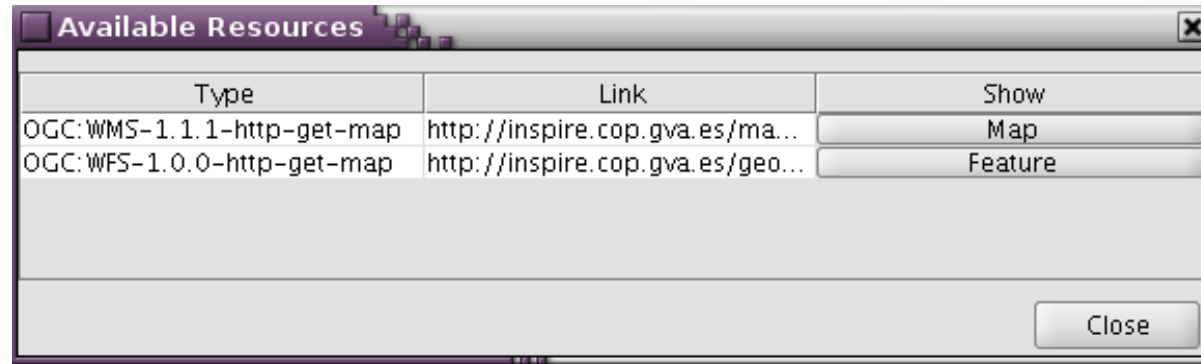 Available Resources
Type Link Show
OGC:WMS-1.1.1-http-get-map http://inspire.cop.gva.es/ma... Map
OGC:WFS-1.0.0-http-get-map http://inspire.cop.gva.es/geo... Feature
Close